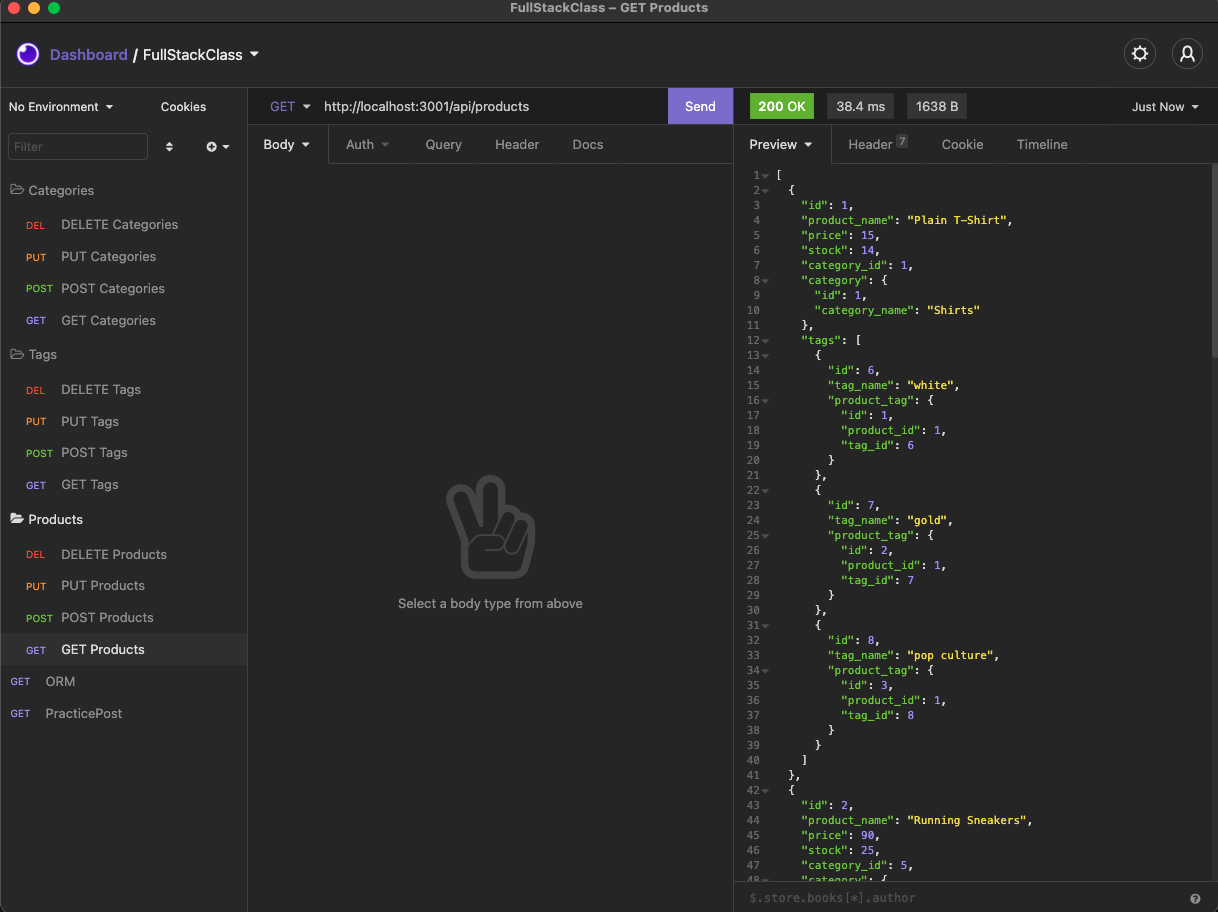 FullStackClass – GET Products
Dashboard / FullStackClass
No Environment
Cookies
Filter
Categories
DEL DELETE Categories
PUT PUT Categories
POST POST Categories
GET GET Categories
Tags
DEL DELETE Tags
PUT PUT Tags
POST POST Tags
GET GET Tags
Products
DEL DELETE Products
PUT PUT Products
POST POST Products
GET GET Products
GET ORM
GET PracticePost
GET http://localhost:3001/api/products Send
Body Auth Query Header Docs
Select a body type from above
200 OK 38.4 ms 1638 B Just Now
Preview Header 7 Cookie Timeline
1 [
2 {
3 "id": 1,
4 "product_name": "Plain T-Shirt",
5 "price": 15,
6 "stock": 14,
7 "category_id": 1,
8 "category": {
9 "id": 1,
10 "category_name": "Shirts"
11 },
12 "tags": [
13 {
14 "id": 6,
15 "tag_name": "white",
16 "product_tag": {
17 "id": 1,
18 "product_id": 1,
19 "tag_id": 6
20 }
21 },
22 {
23 "id": 7,
24 "tag_name": "gold",
25 "product_tag": {
26 "id": 2,
27 "product_id": 1,
28 "tag_id": 7
29 }
30 },
31 {
32 "id": 8,
33 "tag_name": "pop culture",
34 "product_tag": {
35 "id": 3,
36 "product_id": 1,
37 "tag_id": 8
38 }
39 }
40 ]
41 },
42 {
43 "id": 2,
44 "product_name": "Running Sneakers",
45 "price": 90,
46 "stock": 25,
47 "category_id": 5,
48 "category": {
$.store.books[*].author